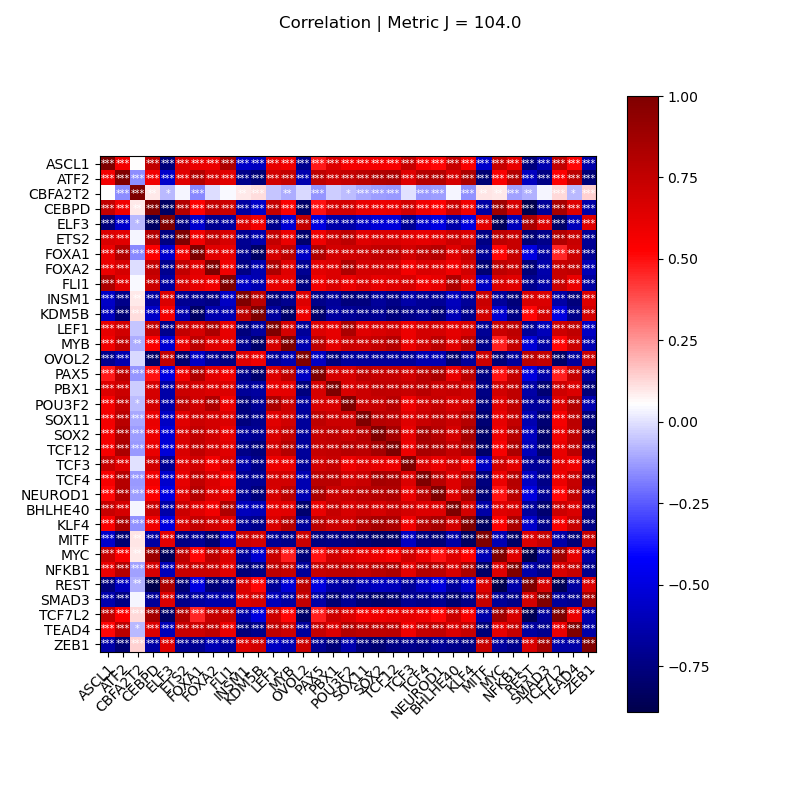 Correlation | Metric J = 104.0
ASCL1
ATF2
CBFA2T2
CEBPD
ELF3
ETS2
FOXA1
FOXA2
FLI1
INSM1
KDM5B
LEF1
MYB
OVOL2
PAX5
PBX1
POU3F2
SOX11
SOX2
TCF12
TCF3
TCF4
NEUROD1
BHLHE40
KLF4
MITF
MYC
NFKB1
REST
SMAD3
TCF7L2
TEAD4
ZEB1
ASCL1
ATF2
CBFA2T2
CEBPD
ELF3
ETS2
FOXA1
FOXA2
FLI1
INSM1
KDM5B
LEF1
MYB
OVOL2
PAX5
PBX1
POU3F2
SOX11
SOX2
TCF12
TCF3
TCF4
NEUROD1
BHLHE40
KLF4
MITF
MYC
NFKB1
REST
SMAD3
TCF7L2
TEAD4
ZEB1
1.00
0.75
0.50
0.25
0.00
−0.25
−0.50
−0.75